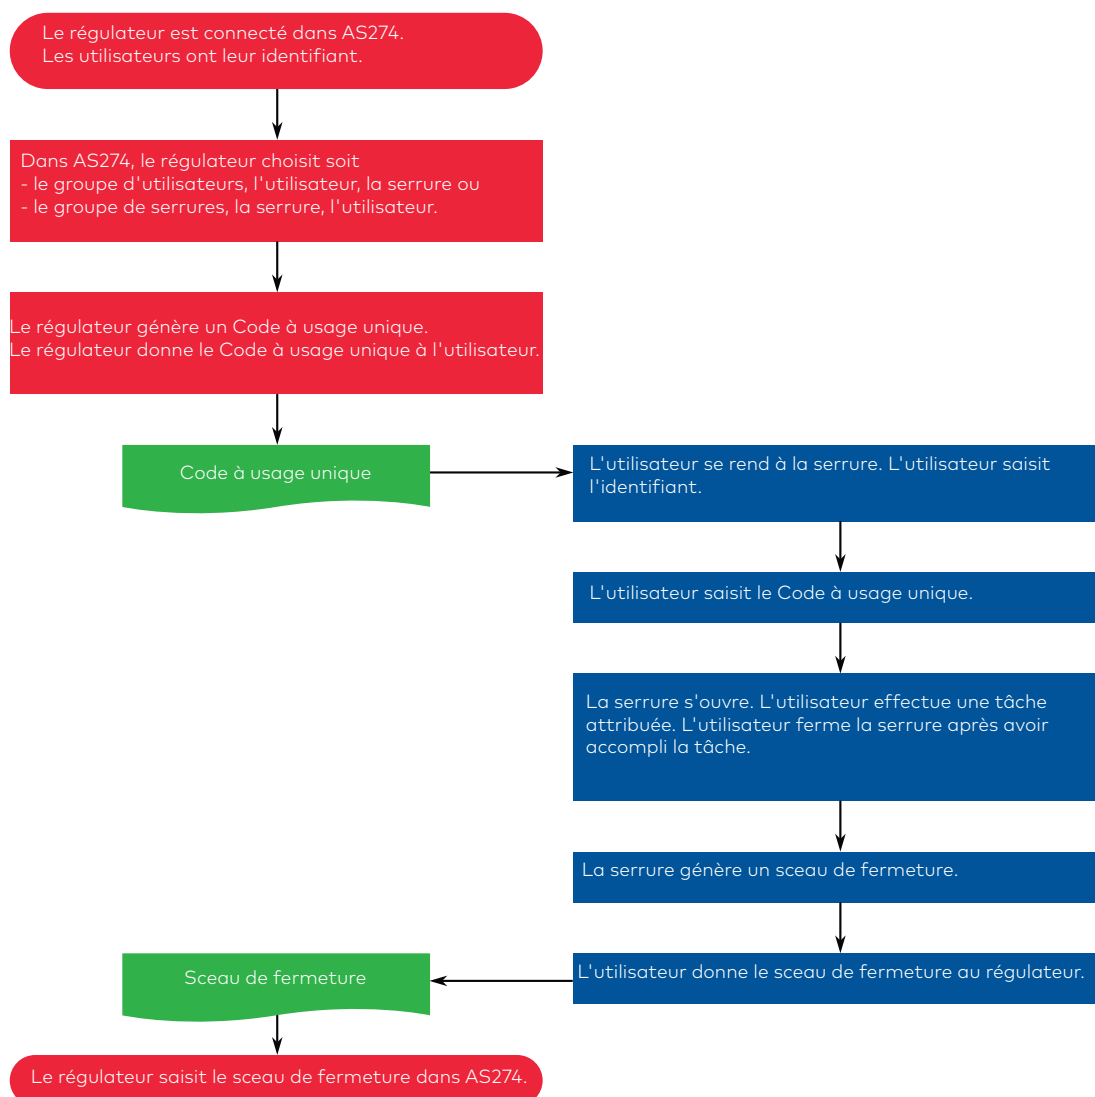 Le régulateur est connecté dans AS274.
Les utilisateurs ont leur identifiant.
Dans AS274, le régulateur choisit soit
- le groupe d'utilisateurs, l'utilisateur, la serrure ou
- le groupe de serrures, la serrure, l'utilisateur.
Le régulateur génère un Code à usage unique.
Le régulateur donne le Code à usage unique à l'utilisateur.
Code à usage unique
L'utilisateur se rend à la serrure. L'utilisateur saisit
l'identifiant.
L'utilisateur saisit le Code à usage unique.
La serrure s'ouvre. L'utilisateur effectue une tâche
attribuée. L'utilisateur ferme la serrure après avoir
accompli la tâche.
La serrure génère un sceau de fermeture.
L'utilisateur donne le sceau de fermeture au régulateur.
Sceau de fermeture
Le régulateur saisit le sceau de fermeture dans AS274.